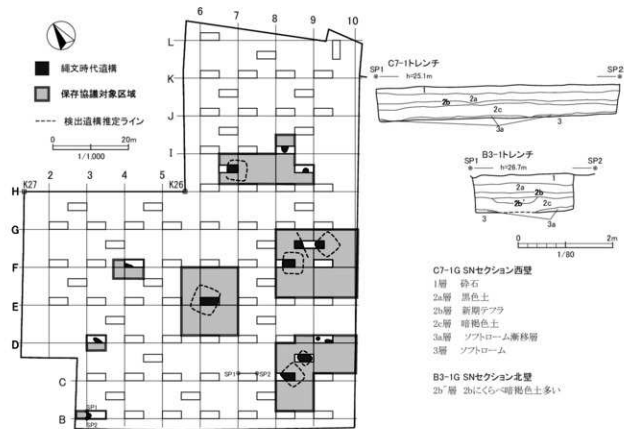 6 7 8 9 10
L
K
J
I
H
G
F
E
D
C
B
K27
K26
2 3 4 5
縄文時代遺構
保存協議対象区域
検出遺構推定ライン
0 20m
1/1,000
SP1 SP2
SP1
SP2
C7-1トレンチ
SP1 h=25.1m SP2
1
2a
2b
2c
3a
3
B3-1トレンチ
SP1 h=26.7m SP2
1
2a
2b
2b'
2c
3
3a
0 2m
1/80
C7-1G SNセクション西壁
1層 砕石
2a層 黒色土
2b層 新期テフラ
2c層 暗褐色土
3a層 ソフトローム漸移層
3層 ソフトローム
B3-1G SNセクション北壁
2b'層 2bにくらべ暗褐色土多い